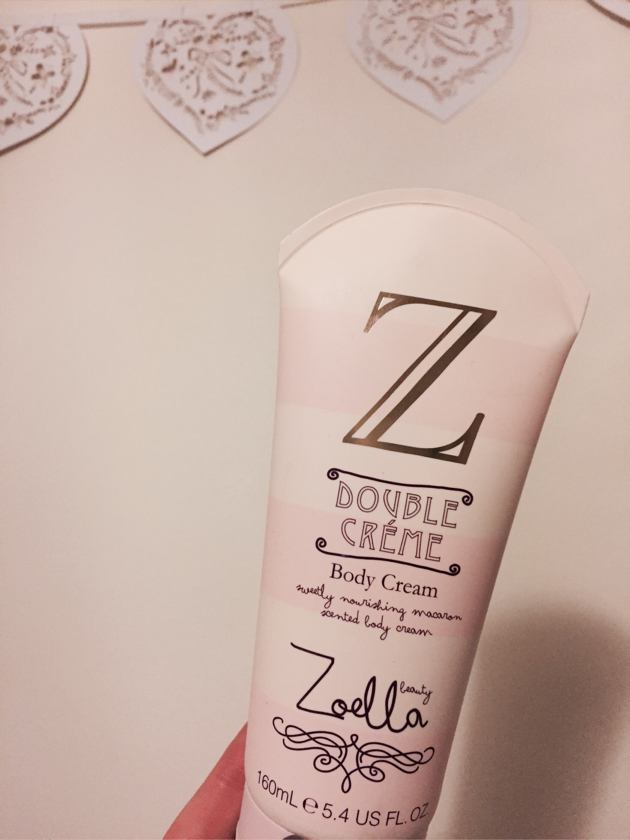 Z
DOUBLE
CRÉME
Body Cream
sweetly nourishing macaron
scented body cream
Zoella beauty
160mL ℮ 5.4 US FL. OZ